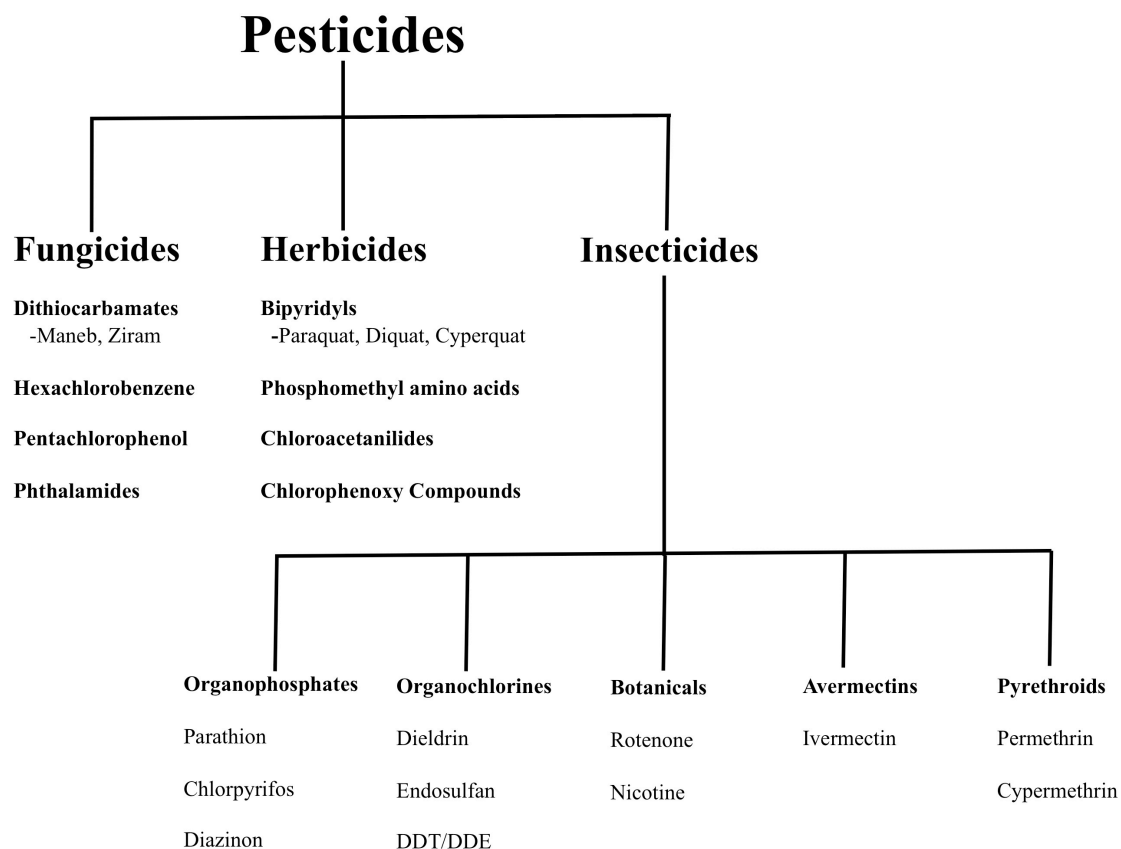 Pesticides
Fungicides
Dithiocarbamates
-Maneb, Ziram
Hexachlorobenzene
Pentachlorophenol
Phthalamides
Herbicides
Bipyridyls
-Paraquat, Diquat, Cyperquat
Phosphomethyl amino acids
Chloroacetanilides
Chlorophenoxy Compounds
Insecticides
Organophosphates
Parathion
Chlorpyrifos
Diazinon
Organochlorines
Dieldrin
Endosulfan
DDT/DDE
Botanicals
Rotenone
Nicotine
Avermectins
Ivermectin
Pyrethroids
Permethrin
Cypermethrin